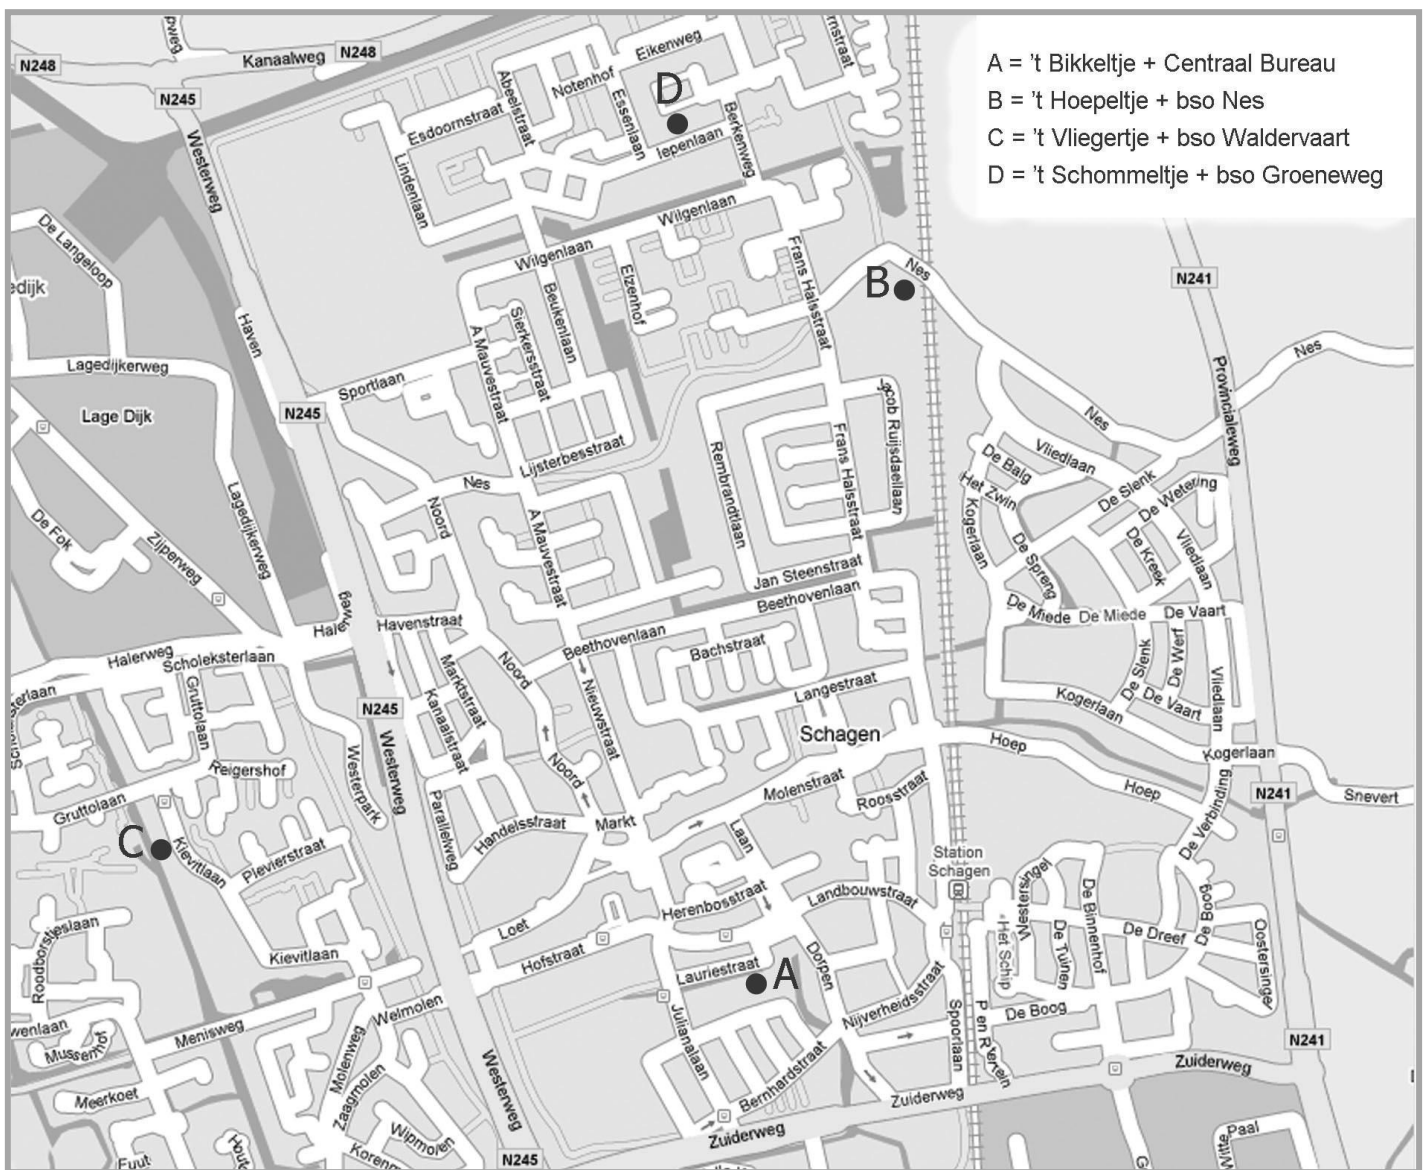 A = 't Bikkeltje + Centraal Bureau
B = 't Hoepeltje + bso Nes
C = 't Vliegertje + bso Waldervaart
D = 't Schommeltje + bso Groeneweg
N248
Kanaalweg
N248
N245
Westerweg
Eikenweg
Notenhof
Abeelstraat
Essenlaan
D
Berkenweg
Esdoornstraat
Iepenlaan
Lindenlaan
Wilgenlaan
Wilgenlaan
De Langeloop
Elzenhof
Beukenlaan
Frans Halsstraat
B
Nes
N241
Haven
Sierkersstraat
A Mauvestraat
Nes
Lagedijkerweg
Sportlaan
Provincialeweg
Lage Dijk
N245
Jacob Ruijsdaellaan
Nes
Rembrandtlaan
Frans Halsstraat
Lijsterbesstraat
Nes
Vliedlaan
De Balg
Het Zwin
De Slenk
De Wetering
Lagedijkerweg
Noord
A Mauvestraat
Kogerlaan
De Fok
Zijperweg
De Spreng
De Kreek
Vliedlaan
Jan Steenstraat
Beethovenlaan
De Miede
De Miede
De Vaart
Havenstraat
Halerweg
Scholeksterlaan
Beethovenlaan
Bachstraat
Noord
Marktstraat
Kanaalstraat
Gruttolaan
Nieuwstraat
Langestraat
De Slenk
De Werf
De Vaart
Vliedlaan
Kogerlaan
N245
Westerweg
Westerpark
Schagen
Hoep
Kogerlaan
Reigershof
Noord
Molenstraat
Roosstraat
Hoep
N241
Snevert
Gruttolaan
Parallelweg
Handelsstraat
Markt
Laan
De Verbinding
C
Kievitlaan
Plevierstraat
Station
Schagen
Westersingel
Herenbosstraat
Landbouwstraat
De Binnenhof
De Boog
Roodborstjeslaan
Loet
Het Schip
De Tuinen
De Dreef
Oostersingel
Kievitlaan
Hofstraat
Dorpen
Lauriestraat
A
Welmolen
Julianalaan
Nijverheidsstraat
Spoorlaan
De Boog
Menisweg
Mussenhof
Molenweg
Zaagmolen
Westerweg
Bernhardstraat
N241
Zuiderweg
Meerkoet
Zuiderweg
Wipmolen
Zuiderweg
Paal
N245